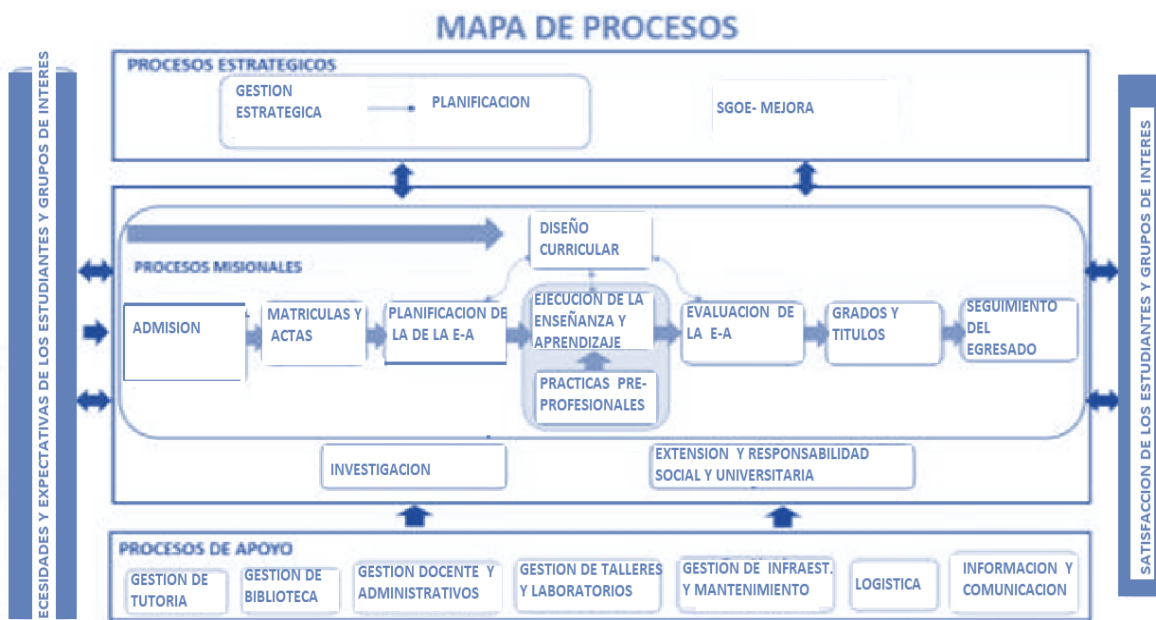 MAPA DE PROCESOS
ECESIDADES Y EXPECTATIVAS DE LOS ESTUDIANTES Y GRUPOS DE INTERES
PROCESOS ESTRATEGICOS
GESTION
ESTRATEGICA
PLANIFICACION
SGOE- MEJORA
DISEÑO
CURRICULAR
PROCESOS MISIONALES
ADMISION
MATRICULAS Y
ACTAS
PLANIFICACION DE
LA DE LA E-A
EJECUCION DE LA
ENSEÑANZA Y
APRENDIZAJE
PRACTICAS PRE-
PROFESIONALES
EVALUACION DE
LA E-A
GRADOS Y
TITULOS
SEGUIMIENTO
DEL
EGRESADO
INVESTIGACION
EXTENSION Y RESPONSABILIDAD
SOCIAL Y UNIVERSITARIA
PROCESOS DE APOYO
GESTION DE
TUTORIA
GESTION DE
BIBLIOTECA
GESTION DOCENTE Y
ADMINISTRATIVOS
GESTION DE TALLERES
Y LABORATORIOS
GESTION DE INFRAEST.
Y MANTENIMIENTO
LOGISTICA
INFORMACION Y
COMUNICACION
SATISFACCION DE LOS ESTUDIANTES Y GRUPOS DE INTERES